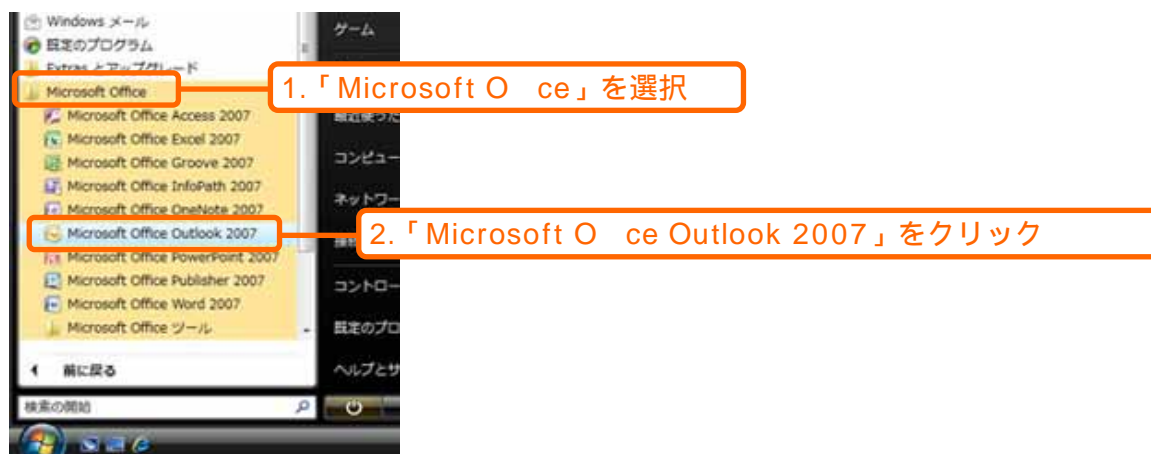 Windows メール
既定のプログラム
Extras とアップグレード
Microsoft Office
Microsoft Office Access 2007
Microsoft Office Excel 2007
Microsoft Office Groove 2007
Microsoft Office InfoPath 2007
Microsoft Office OneNote 2007
Microsoft Office Outlook 2007
Microsoft Office PowerPoint 2007
Microsoft Office Publisher 2007
Microsoft Office Word 2007
Microsoft Office ツール
前に戻る
検索の開始
ゲーム
1.「Microsoft O ce」を選択
最近使った
コンピュー
ネットワー
2.「Microsoft O ce Outlook 2007」をクリック
コントロー
既定のプロ
ヘルプとサ